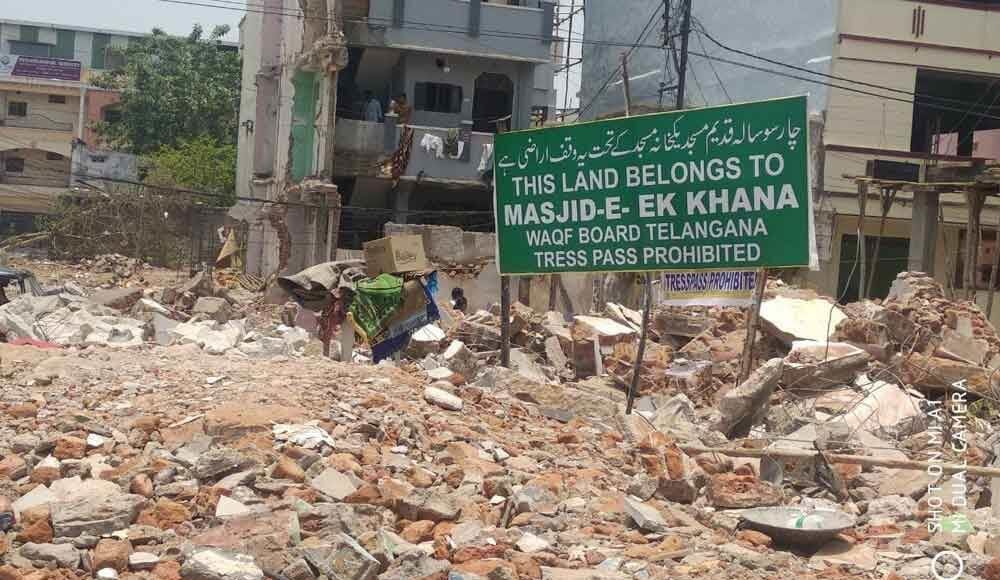 چار سو سالہ قدیم مسجد یکخانہ مسجد کے تحت یہ وقف اراضی ہے
THIS LAND BELONGS TO
MASJID-E- EK KHANA
WAQF BOARD TELANGANA
TRESS PASS PROHIBITED
TRESSPASS PROHIBITE
Bailey
SHOT ON MI A1
MI DUAL CAMERA